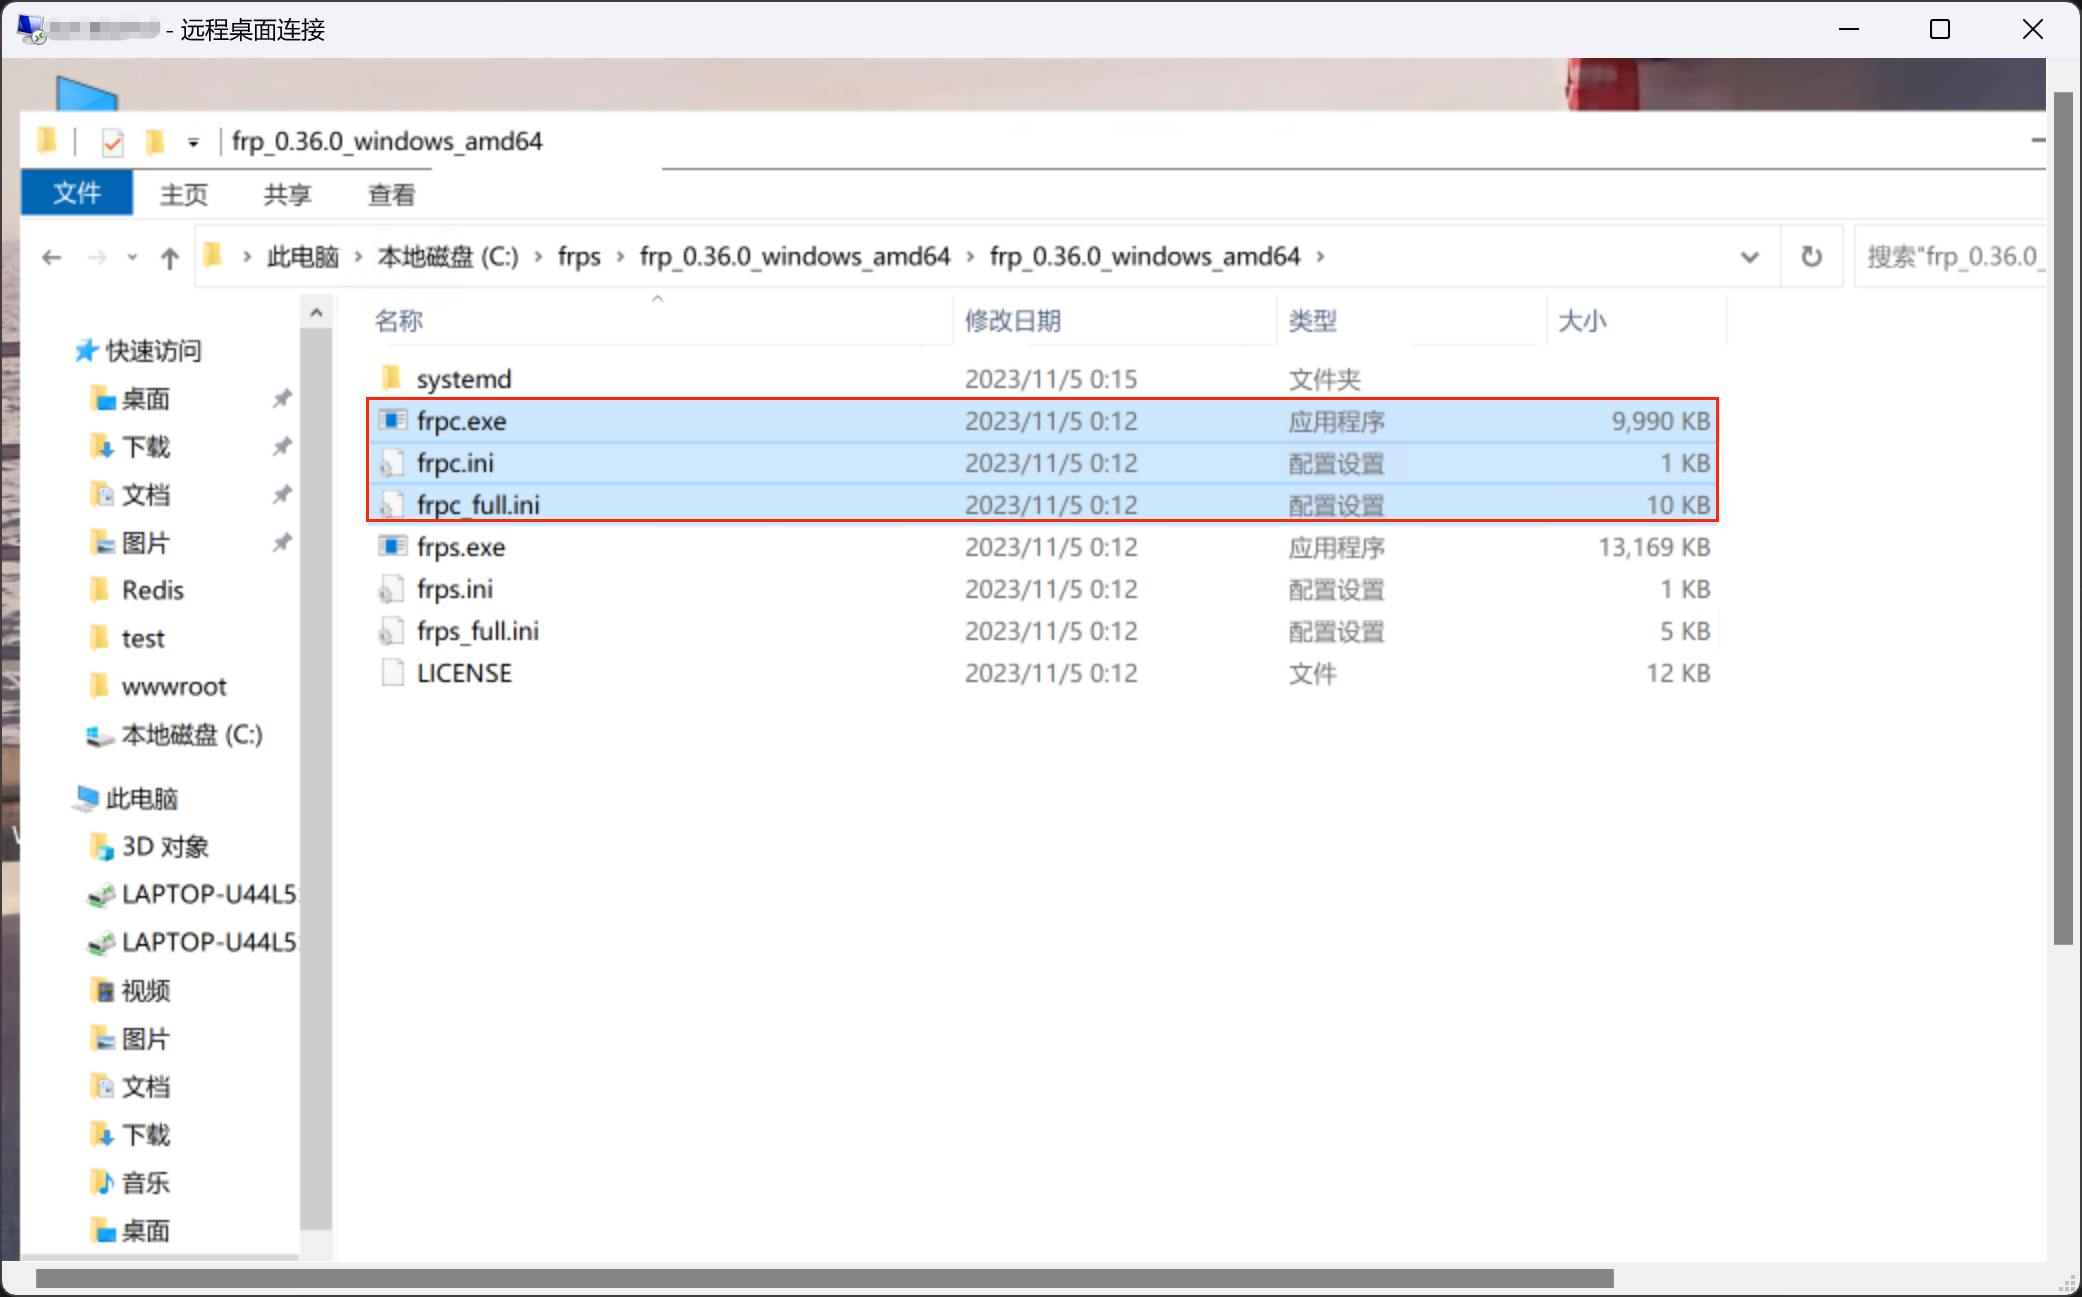 - 远程桌面连接
frp_0.36.0_windows_amd64
文件 主页 共享 查看
此电脑 本地磁盘 (C:) frps frp_0.36.0_windows_amd64 frp_0.36.0_windows_amd64
搜索"frp_0.36.0_
名称 修改日期 类型 大小
systemd 2023/11/5 0:15 文件夹
frpc.exe 2023/11/5 0:12 应用程序 9,990 KB
frpc.ini 2023/11/5 0:12 配置设置 1 KB
frpc_full.ini 2023/11/5 0:12 配置设置 10 KB
frps.exe 2023/11/5 0:12 应用程序 13,169 KB
frps.ini 2023/11/5 0:12 配置设置 1 KB
frps_full.ini 2023/11/5 0:12 配置设置 5 KB
LICENSE 2023/11/5 0:12 文件 12 KB
快速访问
桌面
下载
文档
图片
Redis
test
wwwroot
本地磁盘 (C:)
此电脑
3D 对象
LAPTOP-U44L5
LAPTOP-U44L5
视频
图片
文档
下载
音乐
桌面